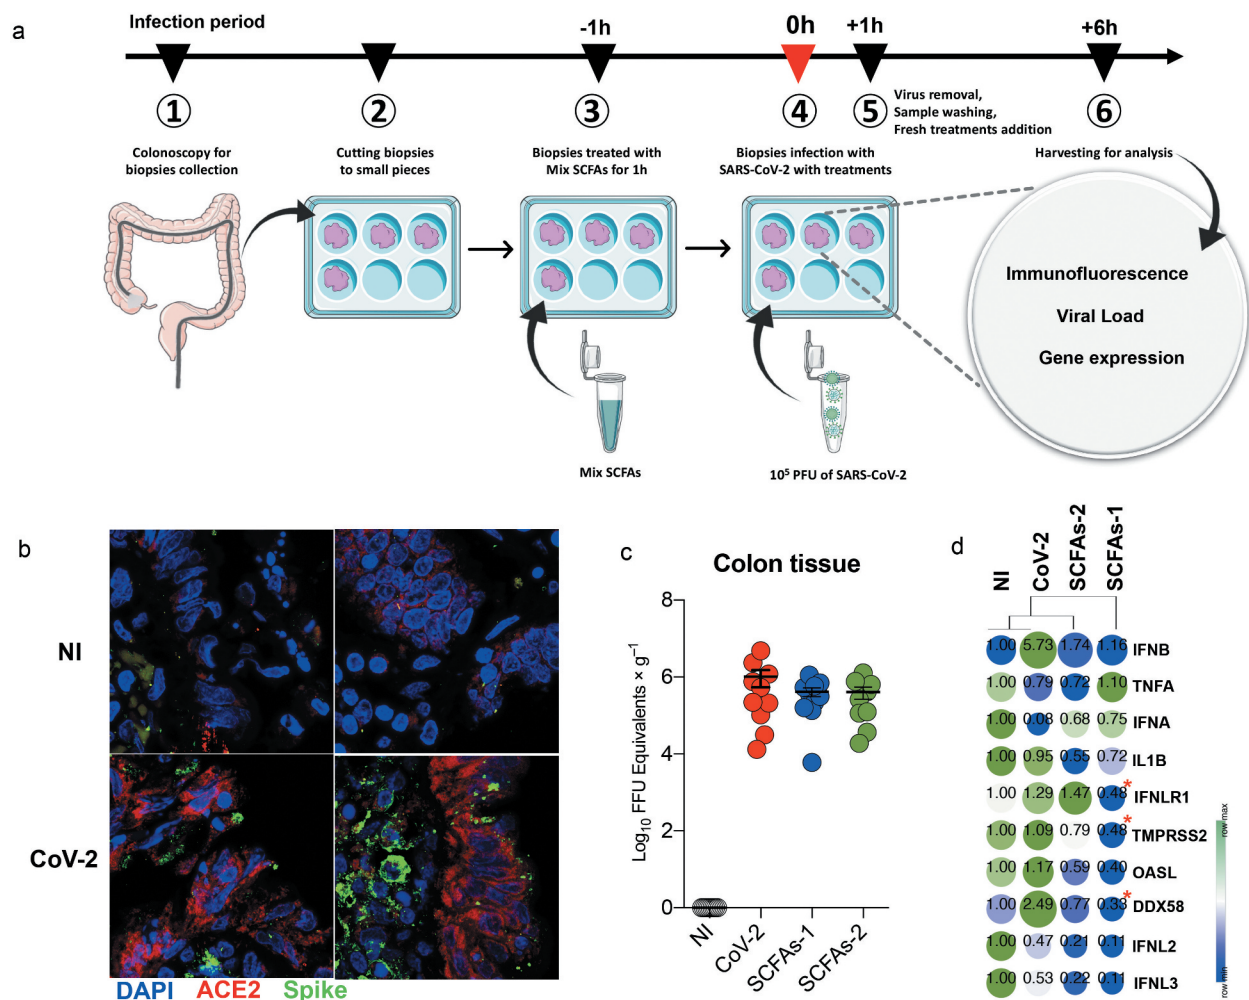 a
Infection period
-1h
0h
+1h
+6h
1
2
3
4
5
6
Virus removal,
Sample washing,
Fresh treatments addition
Colonoscopy for
biopsies collection
Cutting biopsies
to small pieces
Biopsies treated with
Mix SCFAs for 1h
Biopsies infection with
SARS-CoV-2 with treatments
Harvesting for analysis
Immunofluorescence
Viral Load
Gene expression
Mix SCFAs
10⁵ PFU of SARS-CoV-2
b
NI
CoV-2
DAPI ACE2 Spike
c
Colon tissue
Log₁₀ FFU Equivalents × g⁻¹
8
6
4
2
0
NI
CoV-2
SCFAs-1
SCFAs-2
d
NI CoV-2 SCFAs-2 SCFAs-1
1.00 5.73 1.74 1.16 IFNB
1.00 0.79 0.72 1.10 TNFA
1.00 0.08 0.68 0.75 IFNA
1.00 0.95 0.55 0.72 IL1B
1.00 1.29 1.47 0.48 * IFNLR1
1.00 1.09 0.79 0.48 * TMPRSS2
1.00 1.17 0.59 0.40 OASL
1.00 2.49 0.77 0.33 * DDX58
1.00 0.47 0.21 0.11 IFNL2
1.00 0.53 0.22 0.11 IFNL3
row max
row min